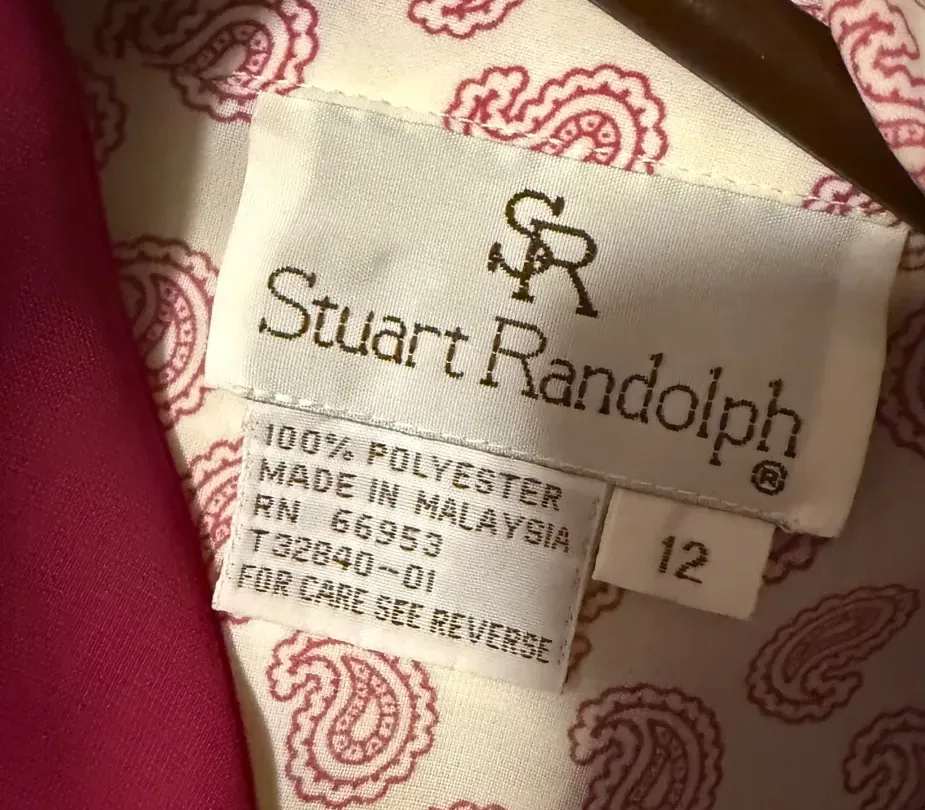 SR
Stuart Randolph
®
100% POLYESTER
MADE IN MALAYSIA
RN 66953
T32840-01
FOR CARE SEE REVERSE
12